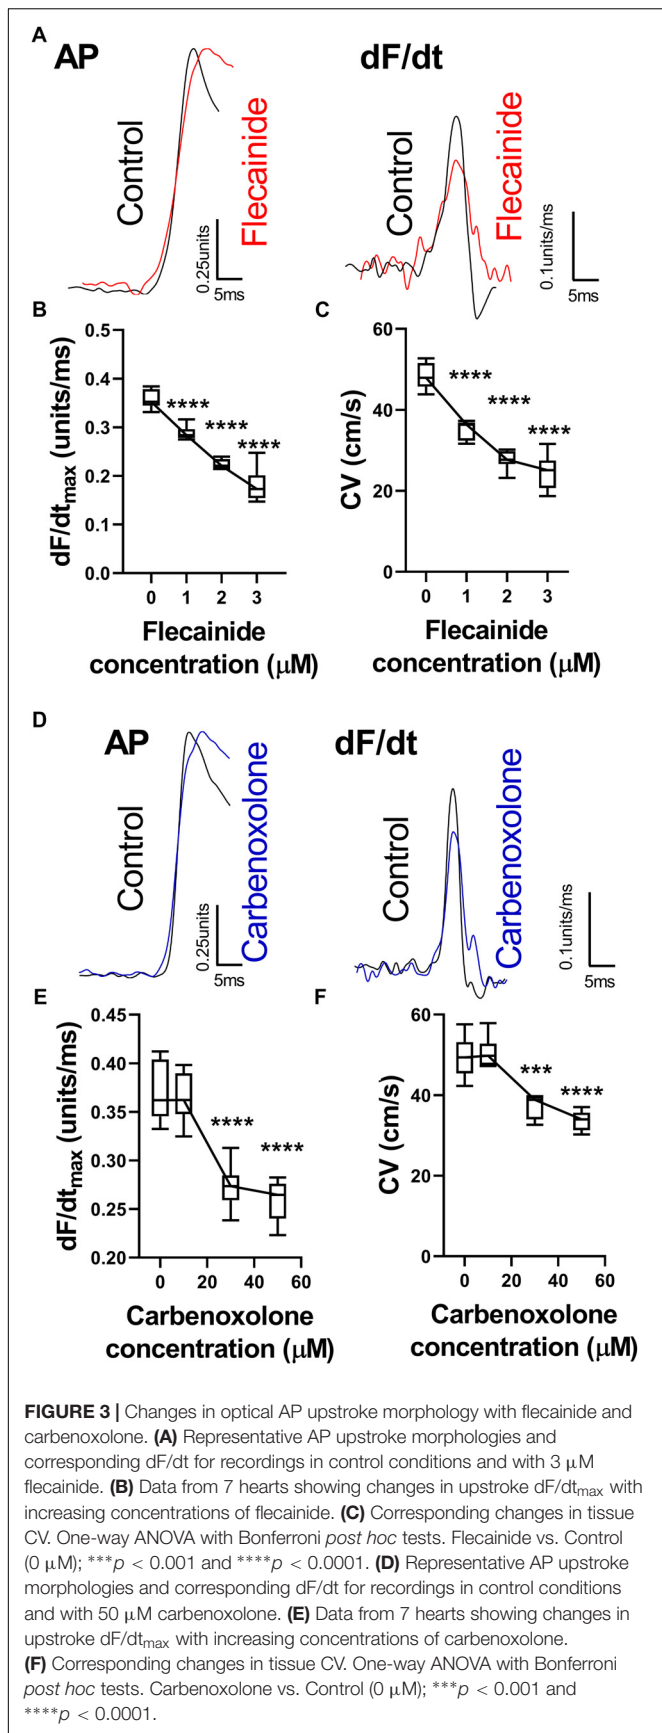 A
AP
dF/dt
Control
Flecainide
0.25units
5ms
Control
Flecainide
0.1units/ms
5ms
B
dF/dtmax (units/ms)
0.5
0.4
0.3
0.2
0.1
0.0
****
****
****
0 1 2 3
Flecainide
concentration (μM)
C
CV (cm/s)
60
40
20
0
****
****
****
0 1 2 3
Flecainide
concentration (μM)
D
AP
dF/dt
Control
Carbenoxolone
0.25units
5ms
Control
Carbenoxolone
0.1units/ms
5ms
E
dF/dtmax (units/ms)
0.45
0.40
0.35
0.30
0.25
0.20
****
****
0 20 40 60
Carbenoxolone
concentration (μM)
F
CV (cm/s)
60
40
20
0
***
****
0 20 40 60
Carbenoxolone
concentration (μM)
FIGURE 3 | Changes in optical AP upstroke morphology with flecainide and
carbenoxolone. (A) Representative AP upstroke morphologies and
corresponding dF/dt for recordings in control conditions and with 3 μM
flecainide. (B) Data from 7 hearts showing changes in upstroke dF/dtmax with
increasing concentrations of flecainide. (C) Corresponding changes in tissue
CV. One-way ANOVA with Bonferroni post hoc tests. Flecainide vs. Control
(0 μM); ***p < 0.001 and ****p < 0.0001. (D) Representative AP upstroke
morphologies and corresponding dF/dt for recordings in control conditions
and with 50 μM carbenoxolone. (E) Data from 7 hearts showing changes in
upstroke dF/dtmax with increasing concentrations of carbenoxolone.
(F) Corresponding changes in tissue CV. One-way ANOVA with Bonferroni
post hoc tests. Carbenoxolone vs. Control (0 μM); ***p < 0.001 and
****p < 0.0001.